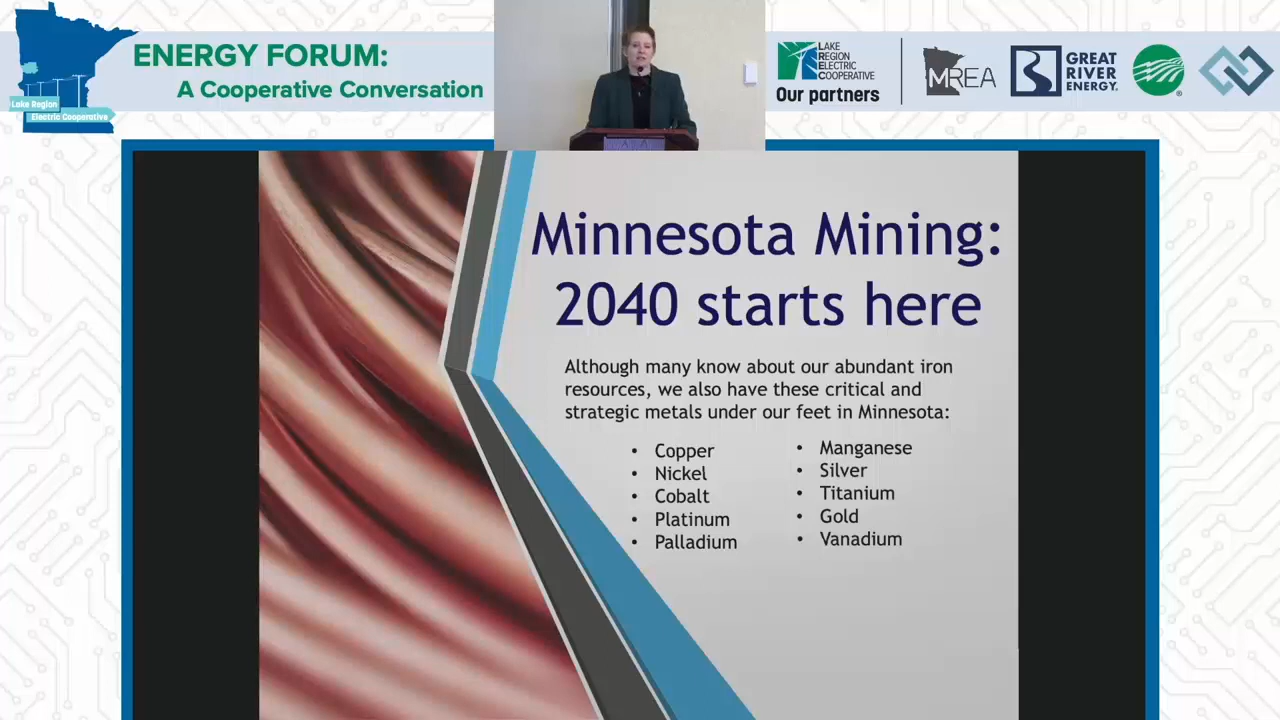 ENERGY FORUM:
A Cooperative Conversation
Lake Region
Electric Cooperative
LAKE
REGION
ELECTRIC
COOPERATIVE
Our partners
MREA
GREAT
RIVER
ENERGY®
®
Minnesota Mining:
2040 starts here
Although many know about our abundant iron
resources, we also have these critical and
strategic metals under our feet in Minnesota:
• Copper
• Nickel
• Cobalt
• Platinum
• Palladium
• Manganese
• Silver
• Titanium
• Gold
• Vanadium